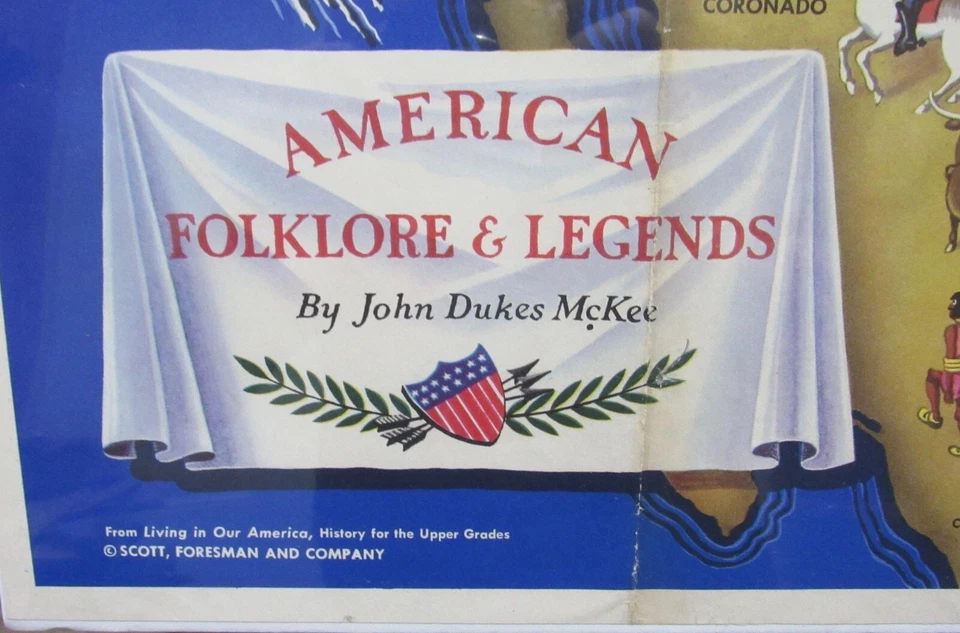 CORONADO
AMERICAN
FOLKLORE & LEGENDS
By John Dukes McKee
From Living in Our America, History for the Upper Grades
© SCOTT, FORESMAN AND COMPANY